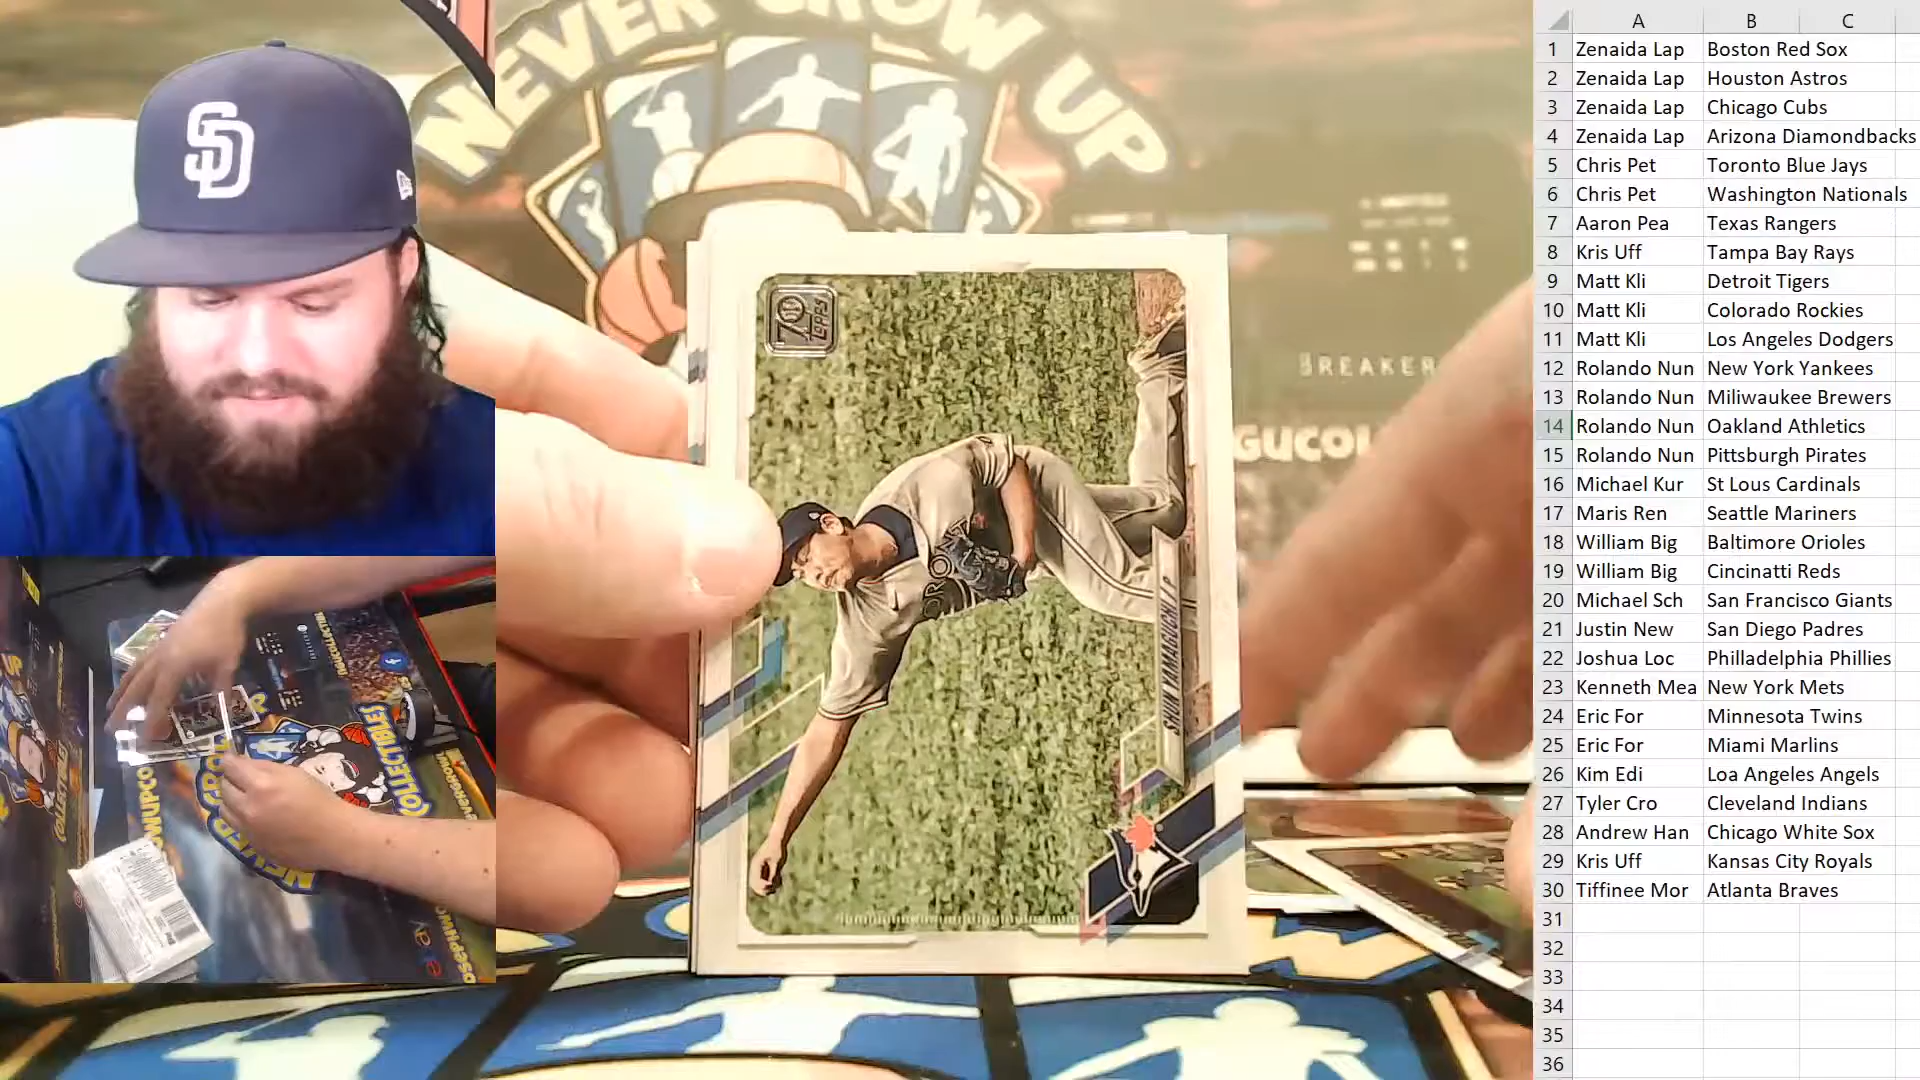 NEVER GROW UP
SD
70
Topps
TORONTO
SHUN YAMAGUCHI / P
BREAKER
GUCOL
COLLECTIBLES
NEVER
A B C
1 Zenaida Lap Boston Red Sox
2 Zenaida Lap Houston Astros
3 Zenaida Lap Chicago Cubs
4 Zenaida Lap Arizona Diamondbacks
5 Chris Pet Toronto Blue Jays
6 Chris Pet Washington Nationals
7 Aaron Pea Texas Rangers
8 Kris Uff Tampa Bay Rays
9 Matt Kli Detroit Tigers
10 Matt Kli Colorado Rockies
11 Matt Kli Los Angeles Dodgers
12 Rolando Nun New York Yankees
13 Rolando Nun Miliwaukee Brewers
14 Rolando Nun Oakland Athletics
15 Rolando Nun Pittsburgh Pirates
16 Michael Kur St Lous Cardinals
17 Maris Ren Seattle Mariners
18 William Big Baltimore Orioles
19 William Big Cincinatti Reds
20 Michael Sch San Francisco Giants
21 Justin New San Diego Padres
22 Joshua Loc Philladelphia Phillies
23 Kenneth Mea New York Mets
24 Eric For Minnesota Twins
25 Eric For Miami Marlins
26 Kim Edi Loa Angeles Angels
27 Tyler Cro Cleveland Indians
28 Andrew Han Chicago White Sox
29 Kris Uff Kansas City Royals
30 Tiffinee Mor Atlanta Braves
31
32
33
34
35
36